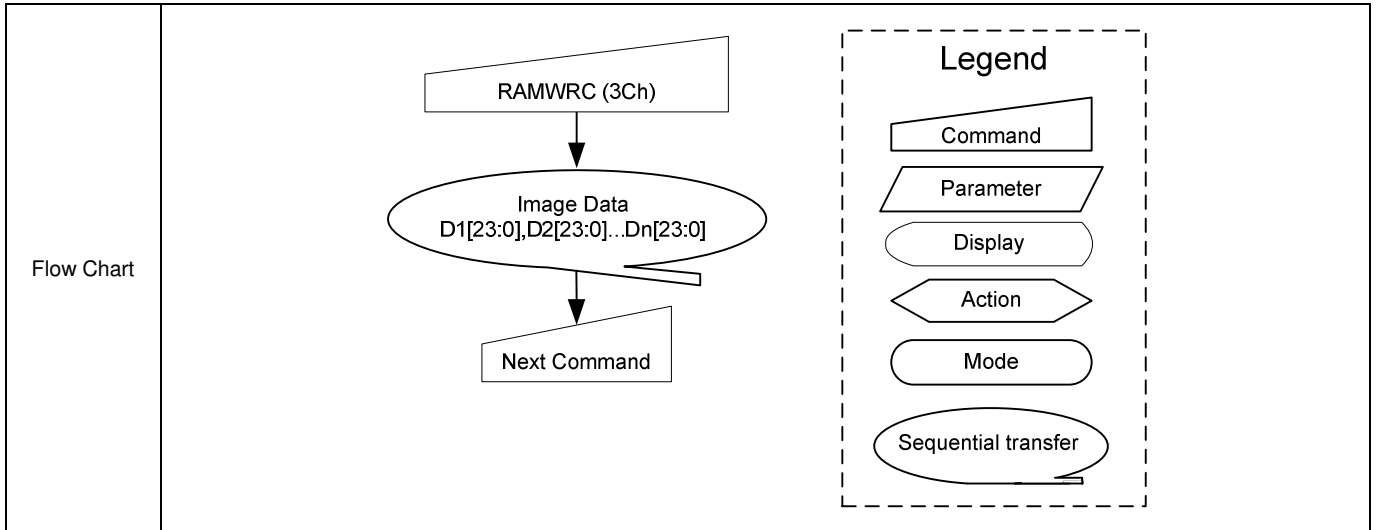 Flow Chart
RAMWRC (3Ch)
Image Data
D1[23:0],D2[23:0]...Dn[23:0]
Next Command
Legend
Command
Parameter
Display
Action
Mode
Sequential transfer